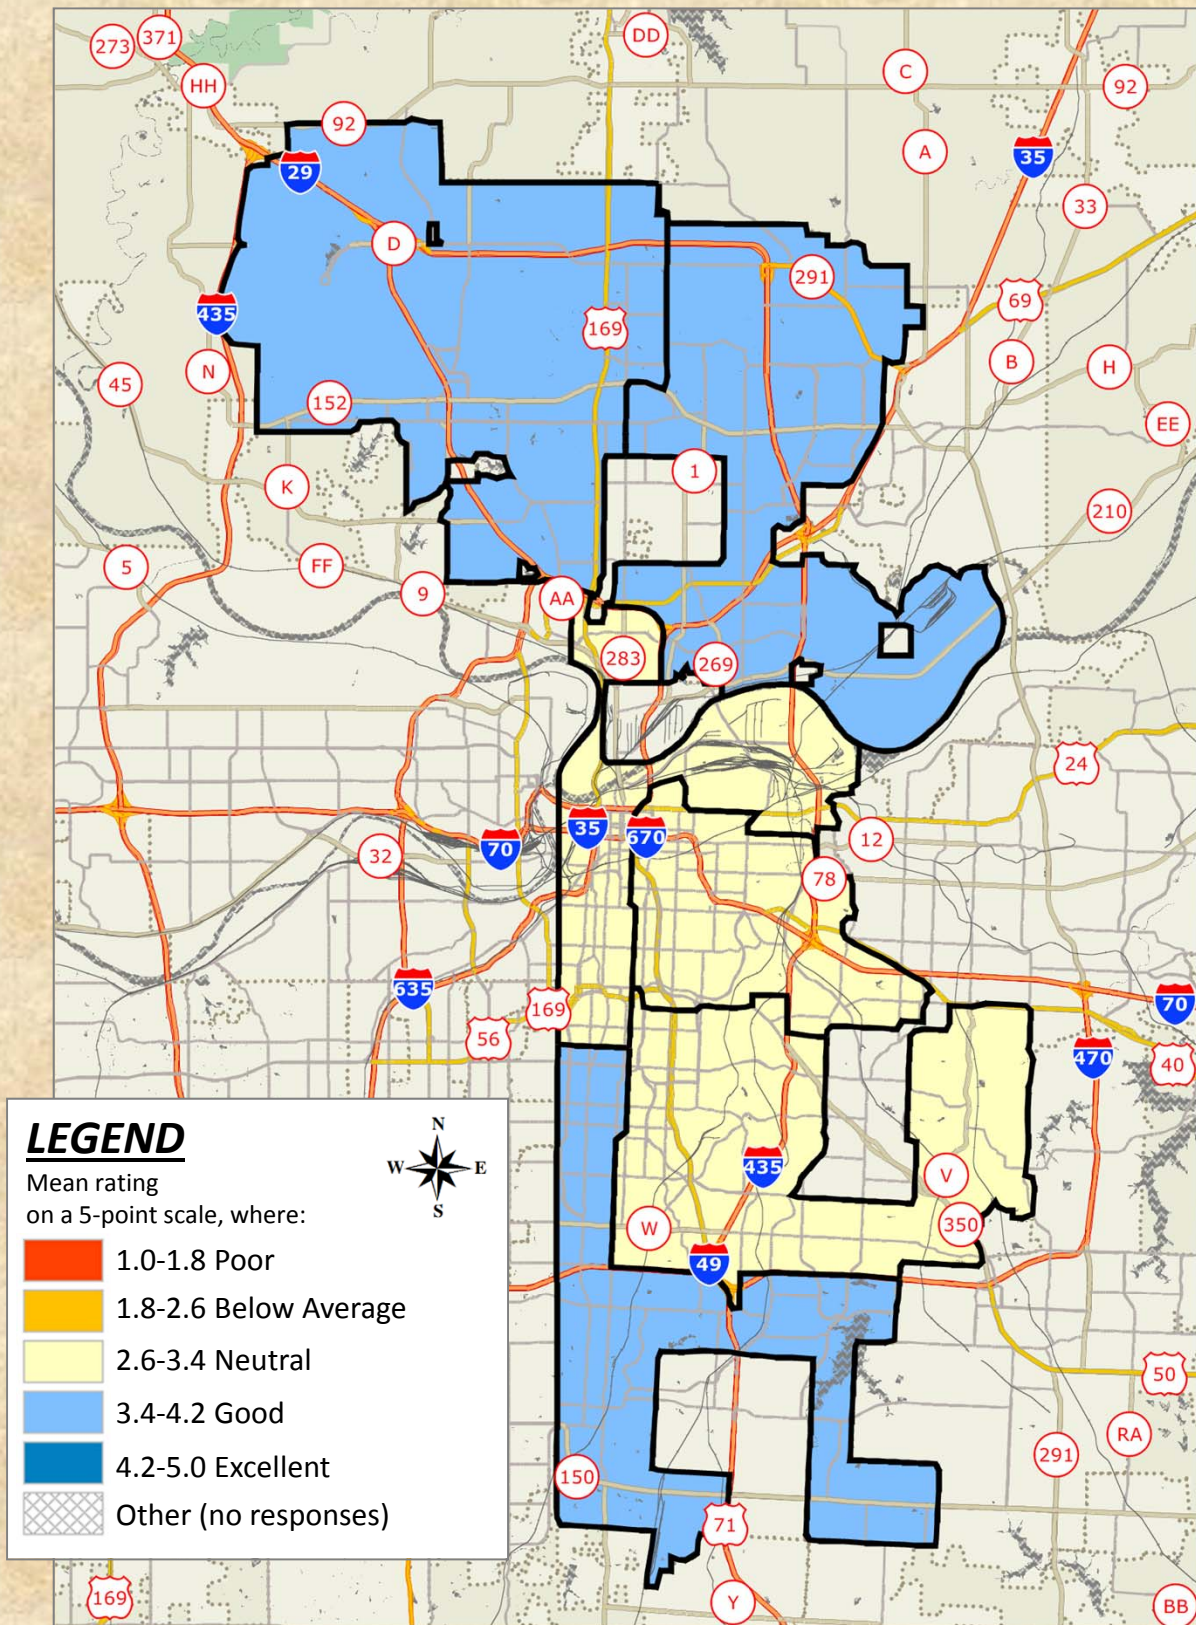 DD
371
273
C
HH
92
92
A
29
35
33
D
291
69
435
169
B
H
N
45
152
EE
1
K
210
5
FF
9
AA
283
269
24
35
670
12
70
32
78
635
70
169
56
470
40
LEGEND
Mean rating
on a 5-point scale, where:
1.0-1.8 Poor
1.8-2.6 Below Average
2.6-3.4 Neutral
3.4-4.2 Good
4.2-5.0 Excellent
Other (no responses)
N
W
E
S
435
V
350
W
49
50
RA
291
150
71
169
Y
BB